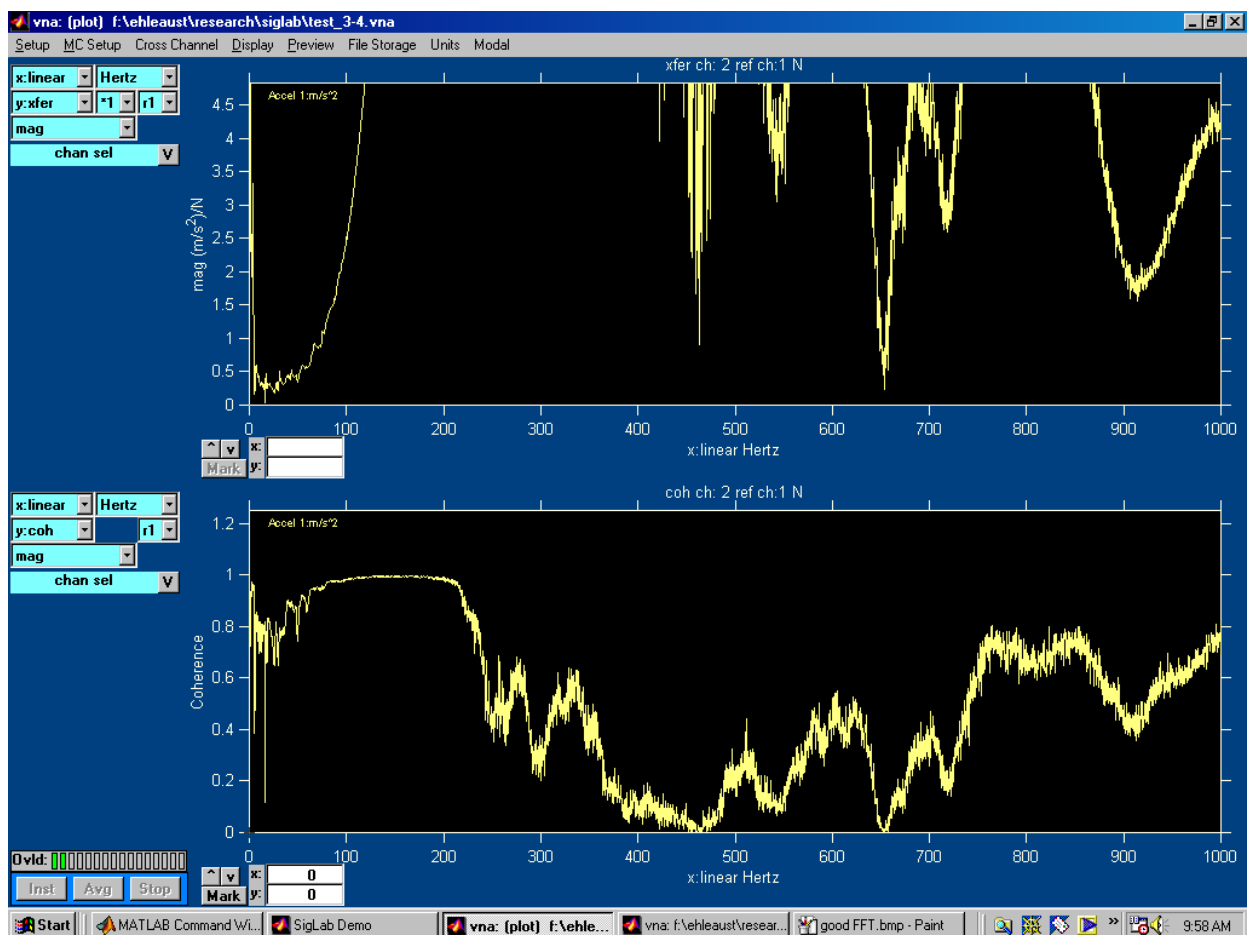 vna: (plot) f:\ehleaust\research\siglab\test_3-4.vna
Setup MC Setup Cross Channel Display Preview File Storage Units Modal
x:linear Hertz
y:xfer *1 r1
mag
chan sel V
xfer ch: 2 ref ch:1 N
Accel 1:m/s^2
4.5
4
3.5
3
2.5
2
1.5
1
0.5
0
mag (m/s²)/N
0 100 200 300 400 500 600 700 800 900 1000
x:linear Hertz
^ v x:
Mark y:
x:linear Hertz
y:coh r1
mag
chan sel V
coh ch: 2 ref ch:1 N
Accel 1:m/s^2
1.2
1
0.8
0.6
0.4
0.2
0
Coherence
0 100 200 300 400 500 600 700 800 900 1000
x:linear Hertz
^ v x: 0
Mark y: 0
Ovld:
Inst Avg Stop
Start MATLAB Command Wi... SigLab Demo vna: (plot) f:\ehle... vna: f:\ehleaust\resear... good FFT.bmp - Paint » 9:58 AM